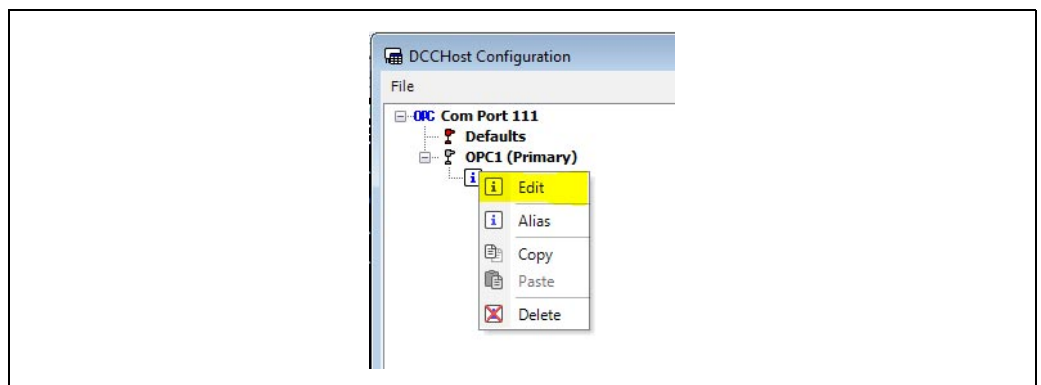 DCCHost Configuration
File
OPC Com Port 111
Defaults
OPC1 (Primary)
i
i Edit
i Alias
Copy
Paste
Delete